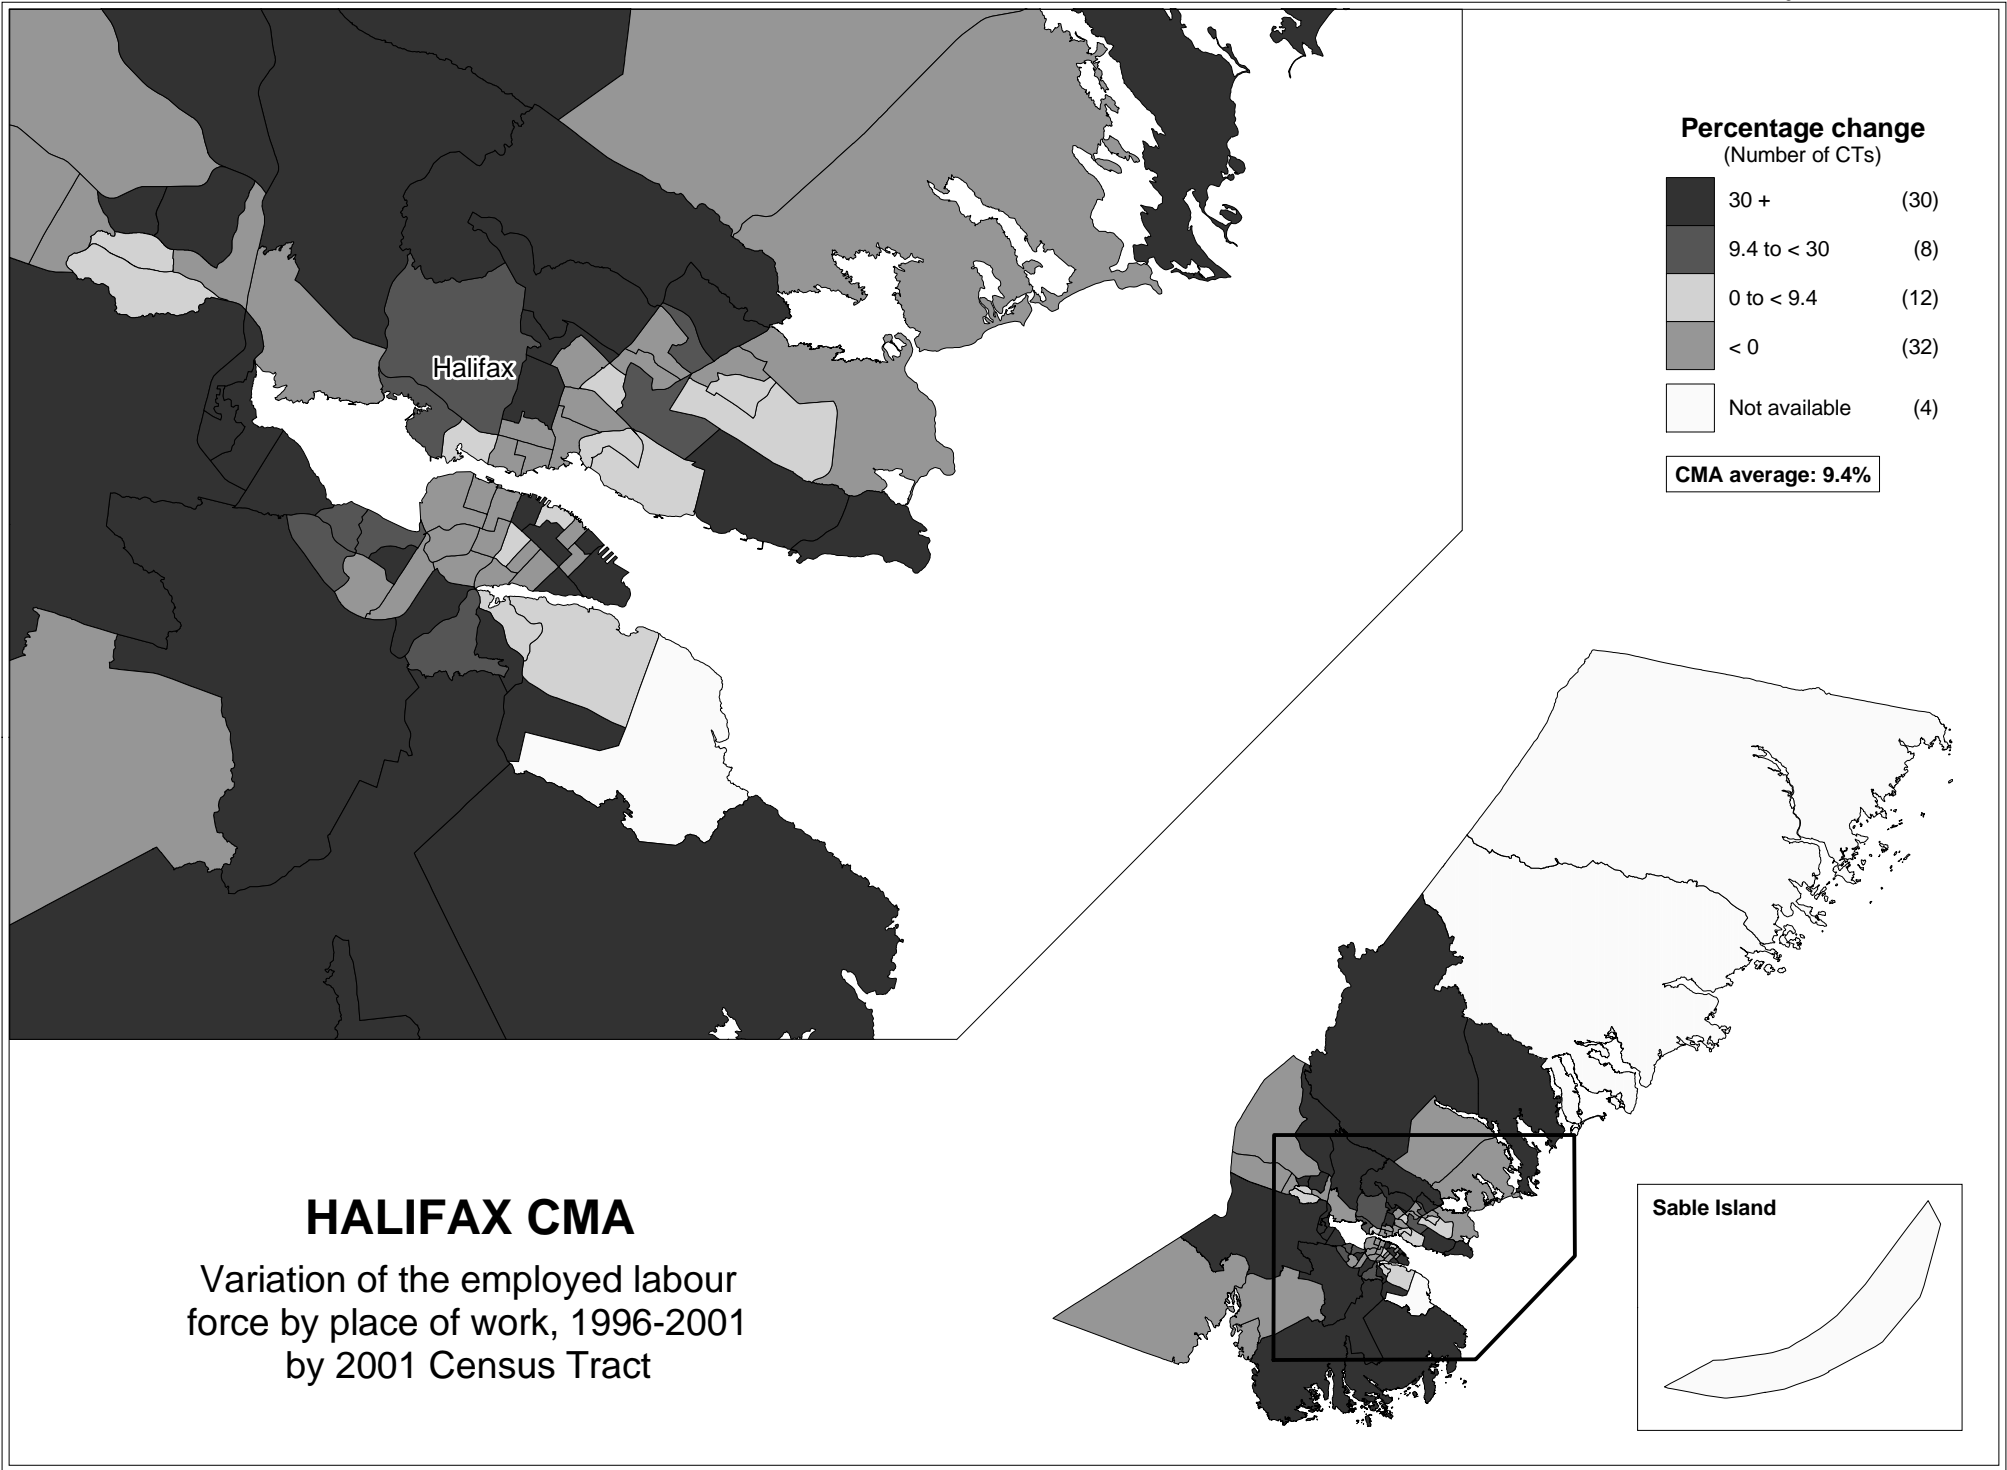 Percentage change
(Number of CTs)
30 + (30)
9.4 to < 30 (8)
0 to < 9.4 (12)
< 0 (32)
Not available (4)
CMA average: 9.4%
Halifax
HALIFAX CMA
Variation of the employed labour
force by place of work, 1996-2001
by 2001 Census Tract
Sable Island